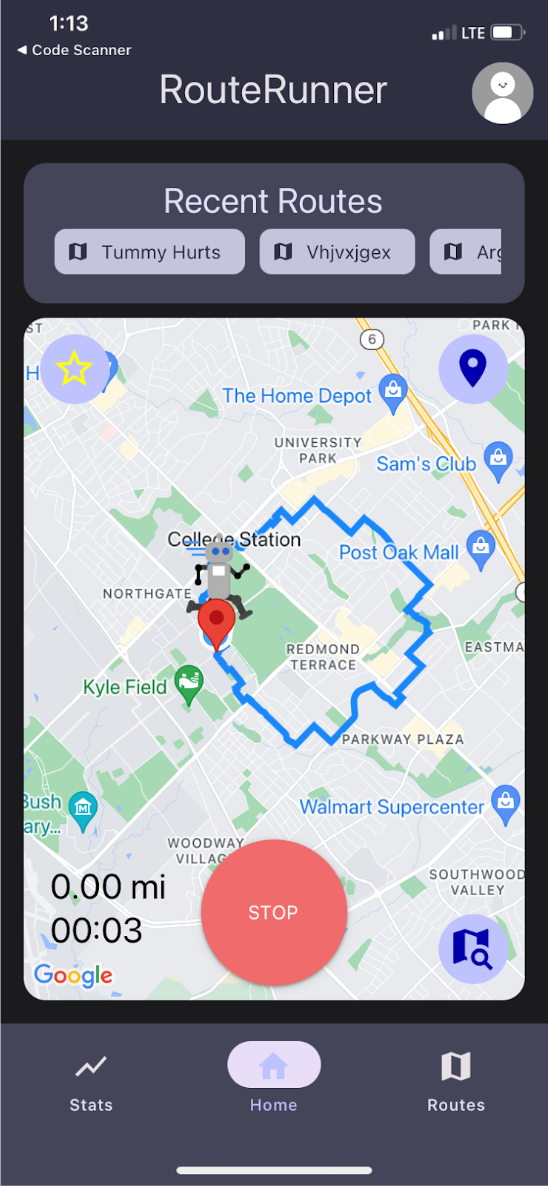 1:13
LTE
◀ Code Scanner
RouteRunner
Recent Routes
Tummy Hurts
Vhjvxjgex
ST
PARK
6
H
The Home Depot
UNIVERSITY
PARK
Sam's Club
College Station
Post Oak Mall
NORTHGATE
REDMOND
TERRACE
EASTMA
Kyle Field
PARKWAY PLAZA
Bush
ary...
Walmart Supercenter
WOODWAY
VILLAG
SOUTHWOOD
VALLEY
0.00 mi
00:03
STOP
Google
Stats
Home
Routes